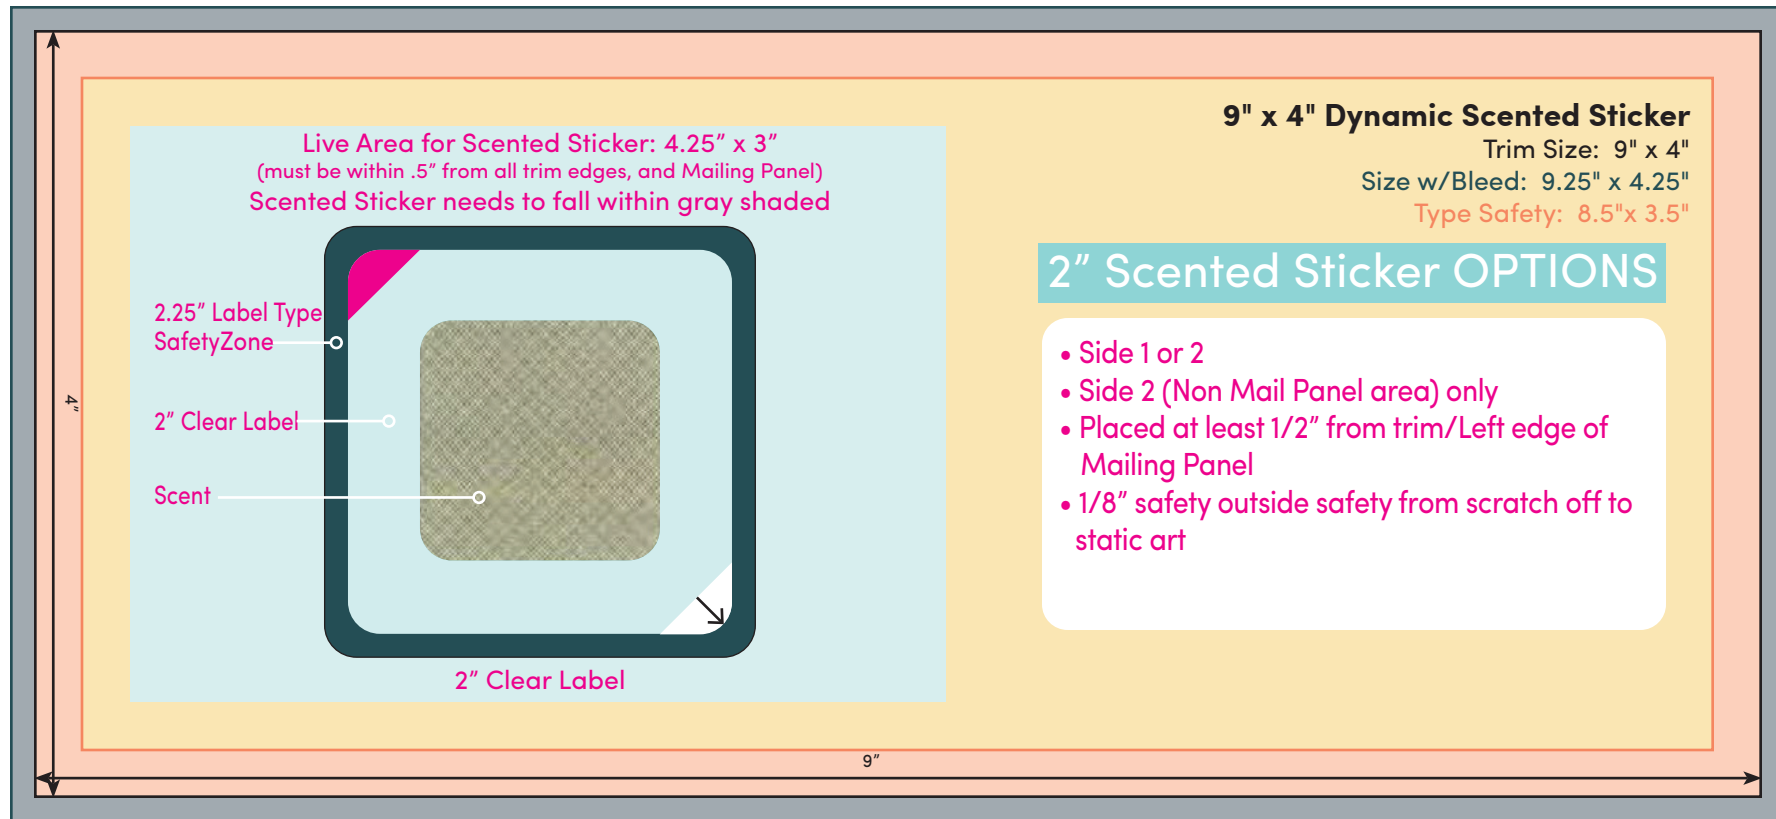 Live Area for Scented Sticker: 4.25” x 3”
(must be within .5” from all trim edges, and Mailing Panel)
Scented Sticker needs to fall within gray shaded
2.25” Label Type
SafetyZone
2” Clear Label
Scent
2” Clear Label
4”
9”
9" x 4" Dynamic Scented Sticker
Trim Size: 9" x 4"
Size w/Bleed: 9.25" x 4.25"
Type Safety: 8.5"x 3.5"
2” Scented Sticker OPTIONS
• Side 1 or 2
• Side 2 (Non Mail Panel area) only
• Placed at least 1/2” from trim/Left edge of
Mailing Panel
• 1/8” safety outside safety from scratch off to
static art